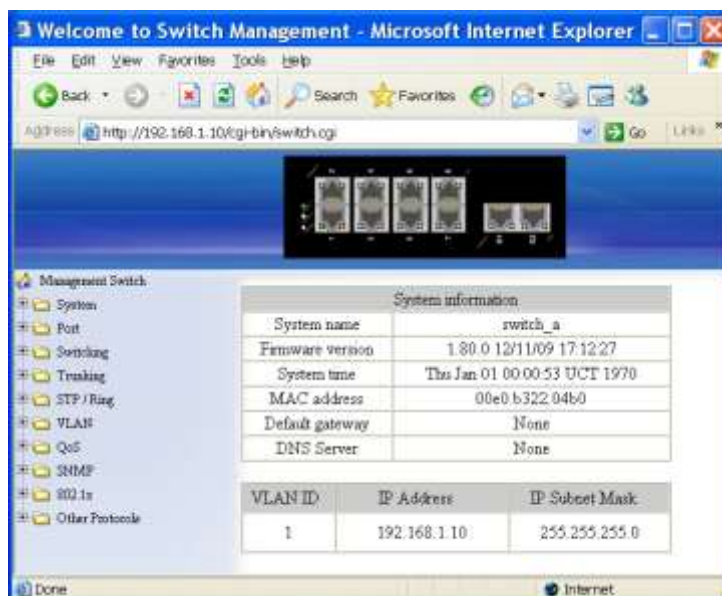 Welcome to Switch Management - Microsoft Internet Explorer
File Edit View Favorites Tools Help
Back Search Favorites
Address http://192.168.1.10/cgi-bin/switch.cgi Go Links
Management Switch
System
Port
Switching
Trunking
STP / Ring
VLAN
QoS
SNMP
802.1x
Other Protocols
System information
System name switch_a
Firmware version 1.80.0 12/11/09 17:12:27
System time Thu Jan 01 00:00:53 UCT 1970
MAC address 00e0.b322.04b0
Default gateway None
DNS Server None
VLAN ID IP Address IP Subnet Mask
1 192.168.1.10 255.255.255.0
Done Internet